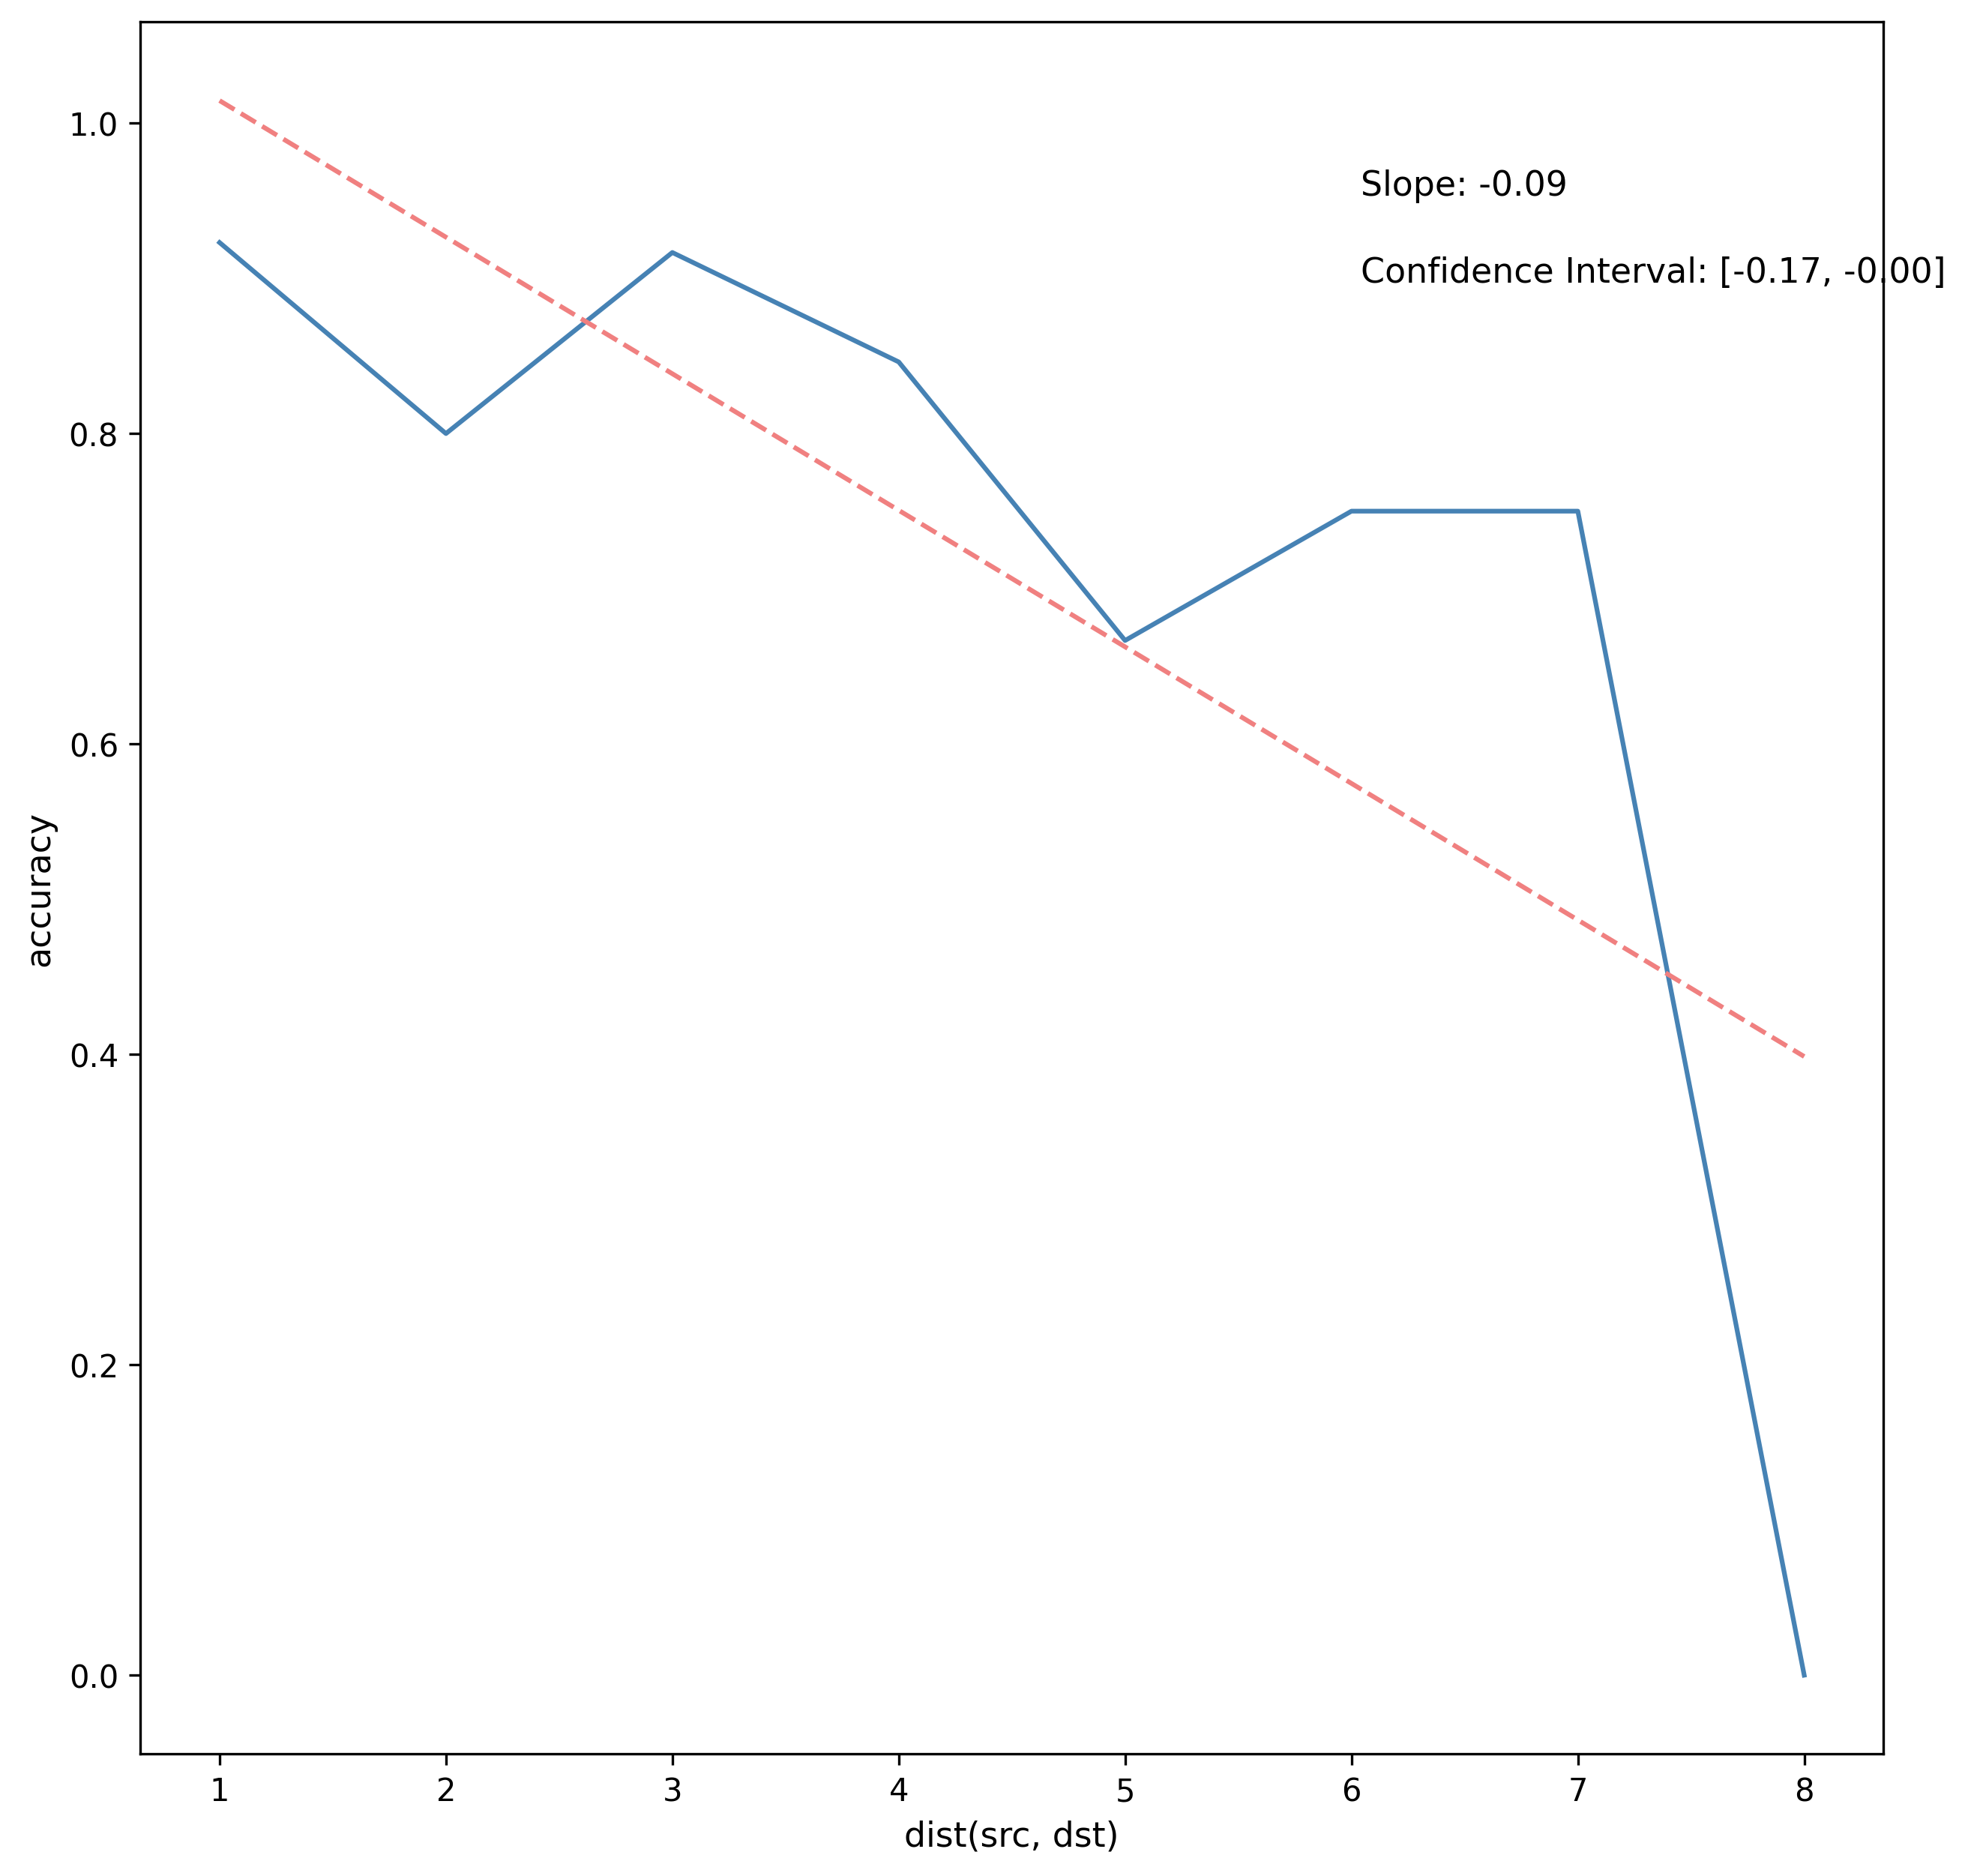 1.0
0.8
0.6
0.4
0.2
0.0
accuracy
Slope: -0.09
Confidence Interval: [-0.17, -0.00]
1 2 3 4 5 6 7 8
dist(src, dst)